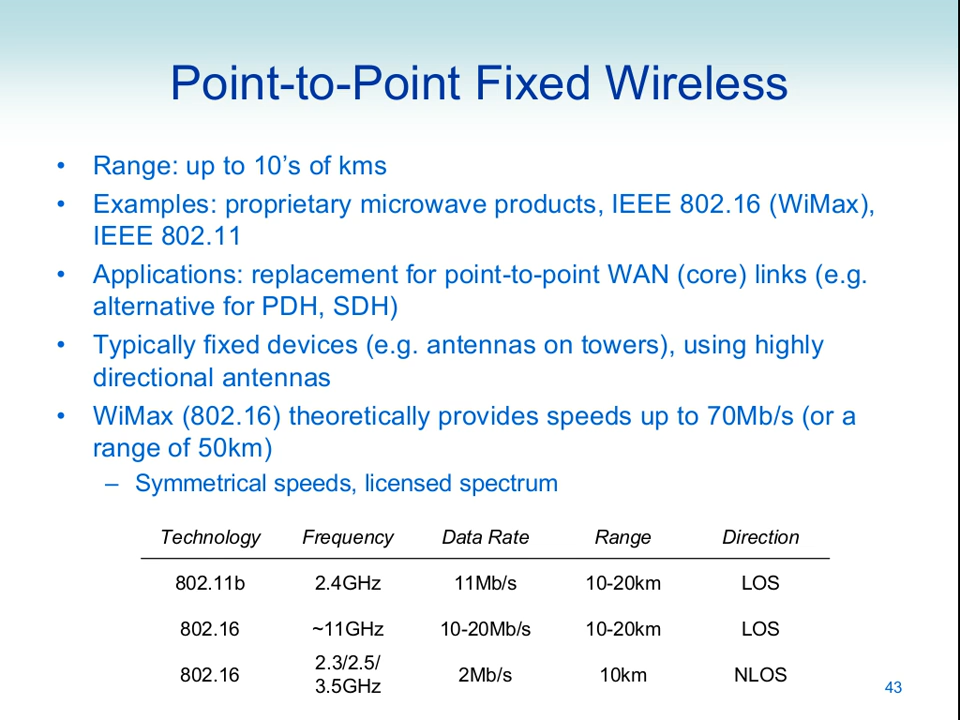 Point-to-Point Fixed Wireless
• Range: up to 10’s of kms
• Examples: proprietary microwave products, IEEE 802.16 (WiMax),
IEEE 802.11
• Applications: replacement for point-to-point WAN (core) links (e.g.
alternative for PDH, SDH)
• Typically fixed devices (e.g. antennas on towers), using highly
directional antennas
• WiMax (802.16) theoretically provides speeds up to 70Mb/s (or a
range of 50km)
– Symmetrical speeds, licensed spectrum
Technology Frequency Data Rate Range Direction
802.11b 2.4GHz 11Mb/s 10-20km LOS
802.16 ~11GHz 10-20Mb/s 10-20km LOS
802.16 2.3/2.5/
3.5GHz 2Mb/s 10km NLOS
43